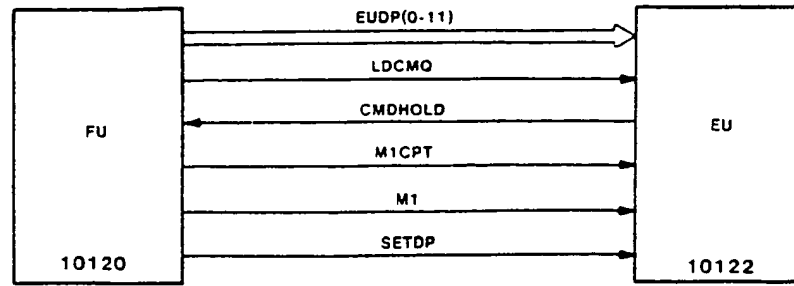 EUDP(0-11)
LDCMQ
CMDHOLD
FU
EU
M1CPT
M1
SETDP
10120
10122